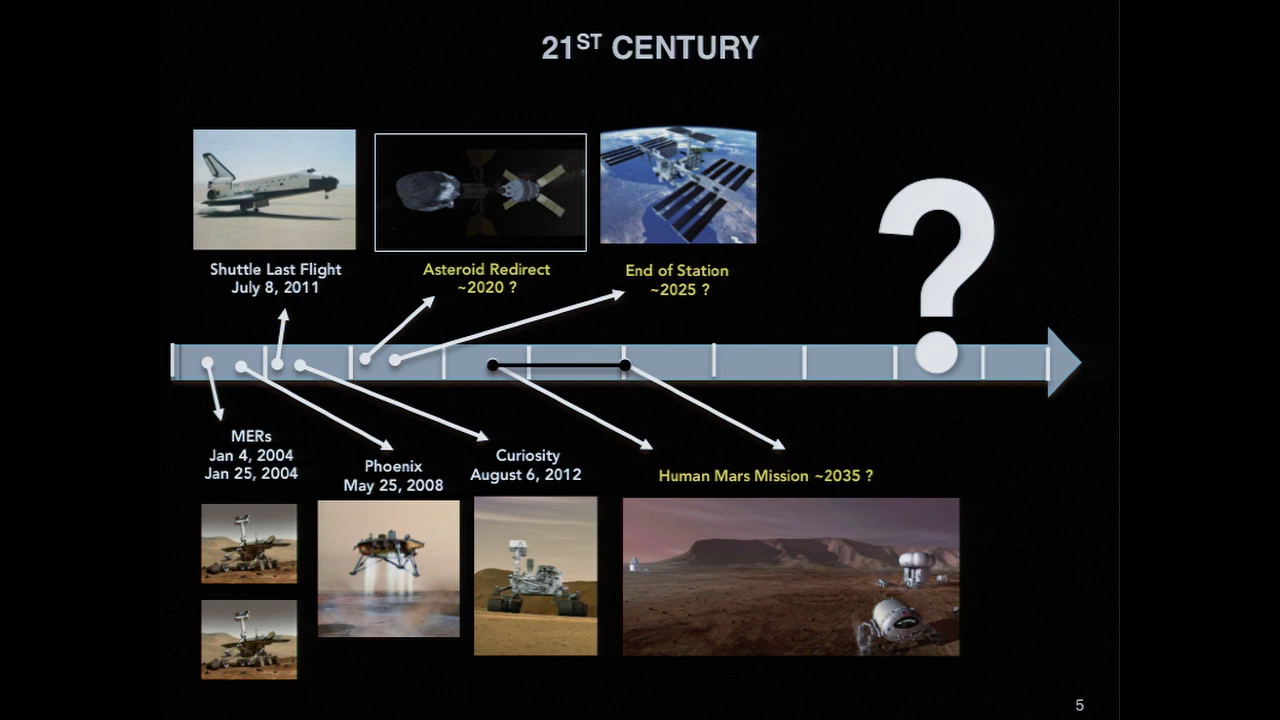 21ST CENTURY
Shuttle Last Flight
July 8, 2011
Asteroid Redirect
~2020 ?
End of Station
~2025 ?
?
MERs
Jan 4, 2004
Jan 25, 2004
Phoenix
May 25, 2008
Curiosity
August 6, 2012
Human Mars Mission ~2035 ?
5